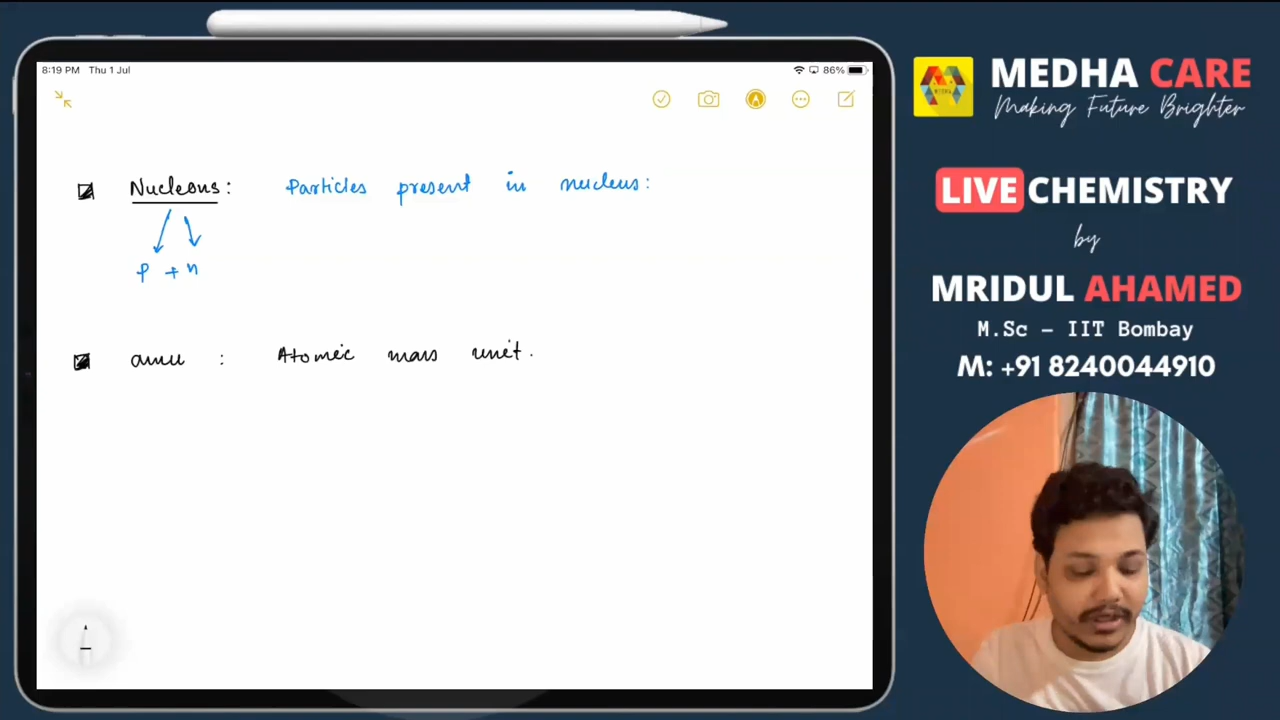 8:19 PM Thu 1 Jul
86%
Nucleons: Particles present in nucleus:
p + n
amu : Atomic mass unit.
MEDHA CARE
Making Future Brighter
LIVE CHEMISTRY
by
MRIDUL AHAMED
M.Sc – IIT Bombay
M: +91 8240044910